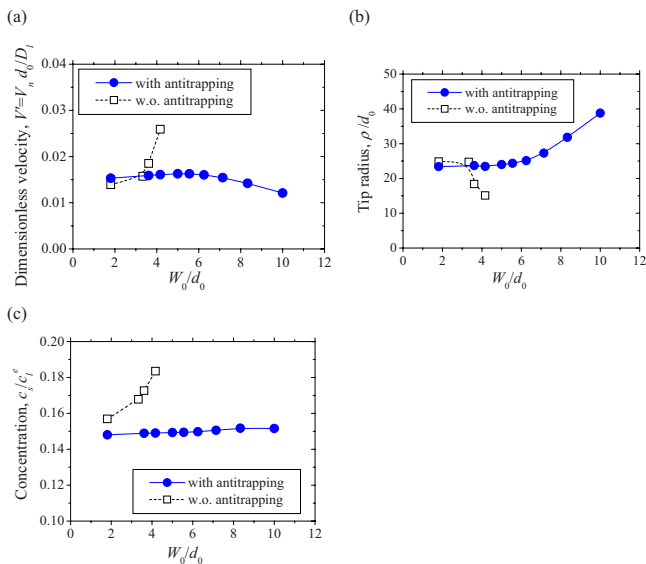 (a)
Dimensionless velocity, V'=V_n d_0/D_l
0.04
0.03
0.02
0.01
0.00
with antitrapping
w.o. antitrapping
0 2 4 6 8 10 12
W_0/d_0
(b)
Tip radius, ρ/d_0
50
40
30
20
10
0
with antitrapping
w.o. antitrapping
0 2 4 6 8 10 12
W_0/d_0
(c)
Concentration, c_s/c_l^e
0.20
0.18
0.16
0.14
0.12
0.10
with antitrapping
w.o. antitrapping
0 2 4 6 8 10 12
W_0/d_0